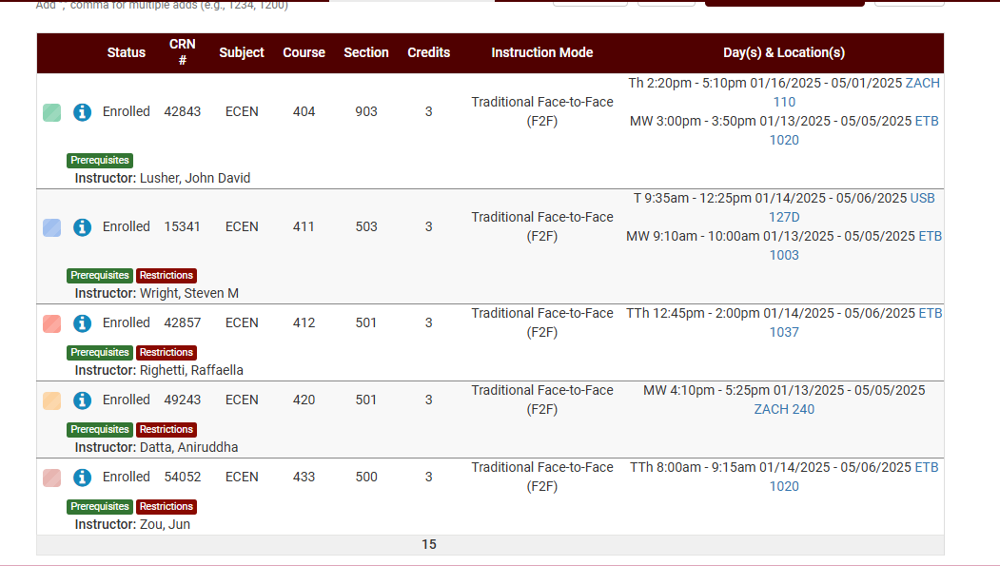 Add "," comma for multiple adds (e.g., 1234, 1200)
Status CRN # Subject Course Section Credits Instruction Mode Day(s) & Location(s)
Enrolled 42843 ECEN 404 903 3 Traditional Face-to-Face (F2F) Th 2:20pm - 5:10pm 01/16/2025 - 05/01/2025 ZACH 110
MW 3:00pm - 3:50pm 01/13/2025 - 05/05/2025 ETB 1020
Prerequisites
Instructor: Lusher, John David
Enrolled 15341 ECEN 411 503 3 Traditional Face-to-Face (F2F) T 9:35am - 12:25pm 01/14/2025 - 05/06/2025 USB 127D
MW 9:10am - 10:00am 01/13/2025 - 05/05/2025 ETB 1003
Prerequisites Restrictions
Instructor: Wright, Steven M
Enrolled 42857 ECEN 412 501 3 Traditional Face-to-Face (F2F) TTh 12:45pm - 2:00pm 01/14/2025 - 05/06/2025 ETB 1037
Prerequisites Restrictions
Instructor: Righetti, Raffaella
Enrolled 49243 ECEN 420 501 3 Traditional Face-to-Face (F2F) MW 4:10pm - 5:25pm 01/13/2025 - 05/05/2025 ZACH 240
Prerequisites Restrictions
Instructor: Datta, Aniruddha
Enrolled 54052 ECEN 433 500 3 Traditional Face-to-Face (F2F) TTh 8:00am - 9:15am 01/14/2025 - 05/06/2025 ETB 1020
Prerequisites Restrictions
Instructor: Zou, Jun
15